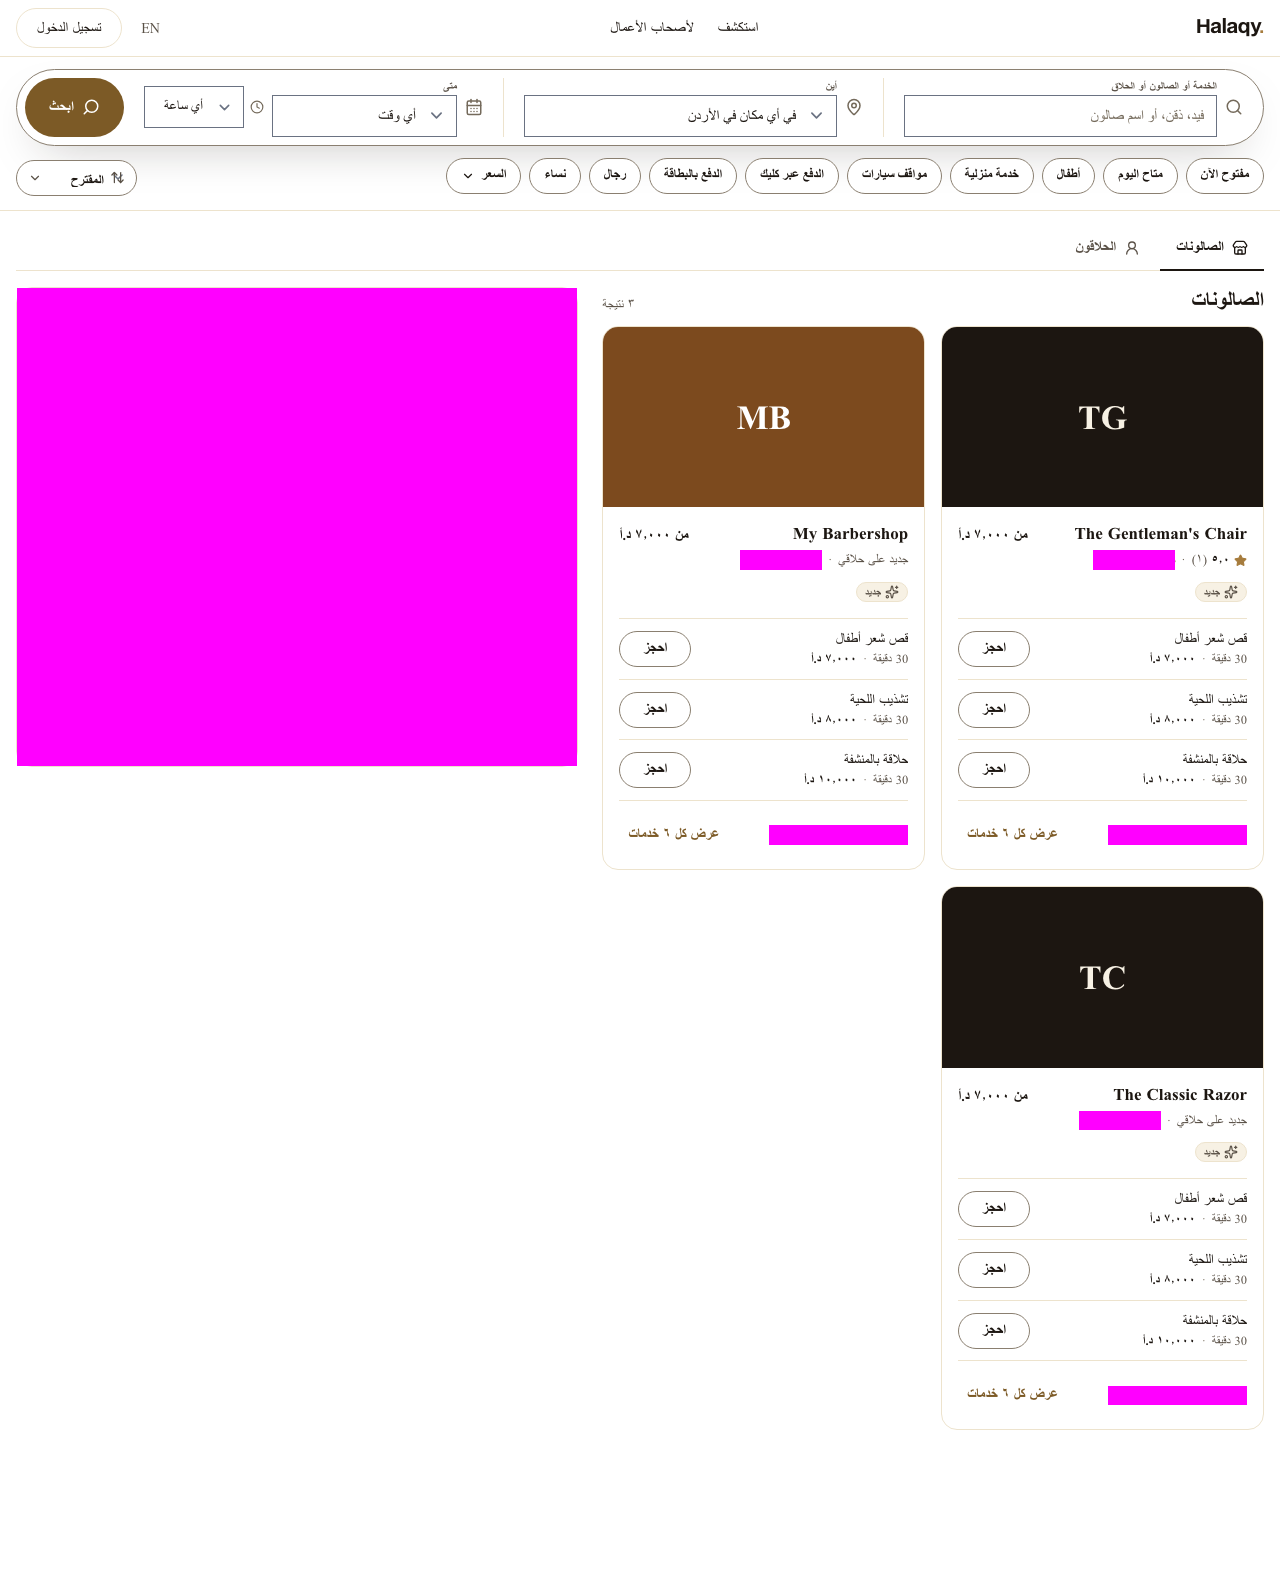 Halaqy.
استكشف
لأصحاب الأعمال
EN
تسجيل الدخول
الخدمة أو الصالون أو الحلاق
فيد، ذقن، أو اسم صالون
أين
في أي مكان في الأردن
متى
أي وقت
أي ساعة
ابحث
مفتوح الآن
متاح اليوم
أطفال
خدمة منزلية
مواقف سيارات
الدفع عبر كليك
الدفع بالبطاقة
رجال
نساء
السعر
المقترح
الصالونات
الحلاقون
الصالونات
٣ نتيجة
TG
The Gentleman's Chair
من ٧,٠٠٠ د.أ
٥,٠ (١) ·
جديد
قص شعر أطفال
30 دقيقة · ٧,٠٠٠ د.أ
احجز
تشذيب اللحية
30 دقيقة · ٨,٠٠٠ د.أ
احجز
حلاقة بالمنشفة
30 دقيقة · ١٠,٠٠٠ د.أ
احجز
عرض كل ٦ خدمات
MB
My Barbershop
من ٧,٠٠٠ د.أ
جديد على حلاقي ·
جديد
قص شعر أطفال
30 دقيقة · ٧,٠٠٠ د.أ
احجز
تشذيب اللحية
30 دقيقة · ٨,٠٠٠ د.أ
احجز
حلاقة بالمنشفة
30 دقيقة · ١٠,٠٠٠ د.أ
احجز
عرض كل ٦ خدمات
TC
The Classic Razor
من ٧,٠٠٠ د.أ
جديد على حلاقي ·
جديد
قص شعر أطفال
30 دقيقة · ٧,٠٠٠ د.أ
احجز
تشذيب اللحية
30 دقيقة · ٨,٠٠٠ د.أ
احجز
حلاقة بالمنشفة
30 دقيقة · ١٠,٠٠٠ د.أ
احجز
عرض كل ٦ خدمات